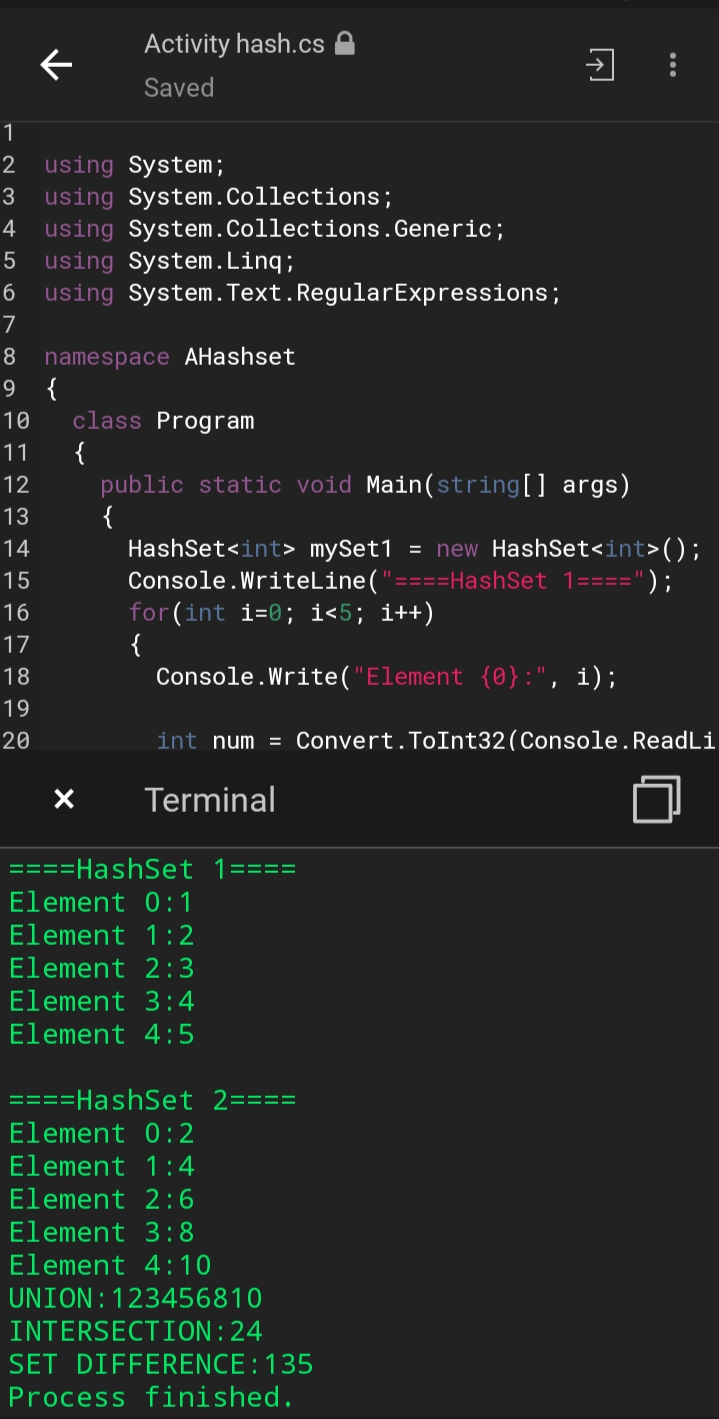 Activity hash.cs
Saved
1
2 using System;
3 using System.Collections;
4 using System.Collections.Generic;
5 using System.Linq;
6 using System.Text.RegularExpressions;
7
8 namespace AHashset
9 {
10 class Program
11 {
12 public static void Main(string[] args)
13 {
14 HashSet<int> mySet1 = new HashSet<int>();
15 Console.WriteLine("====HashSet 1====");
16 for(int i=0; i<5; i++)
17 {
18 Console.Write("Element {0}:", i);
19
20 int num = Convert.ToInt32(Console.ReadLi
× Terminal
====HashSet 1====
Element 0:1
Element 1:2
Element 2:3
Element 3:4
Element 4:5
====HashSet 2====
Element 0:2
Element 1:4
Element 2:6
Element 3:8
Element 4:10
UNION:123456810
INTERSECTION:24
SET DIFFERENCE:135
Process finished.